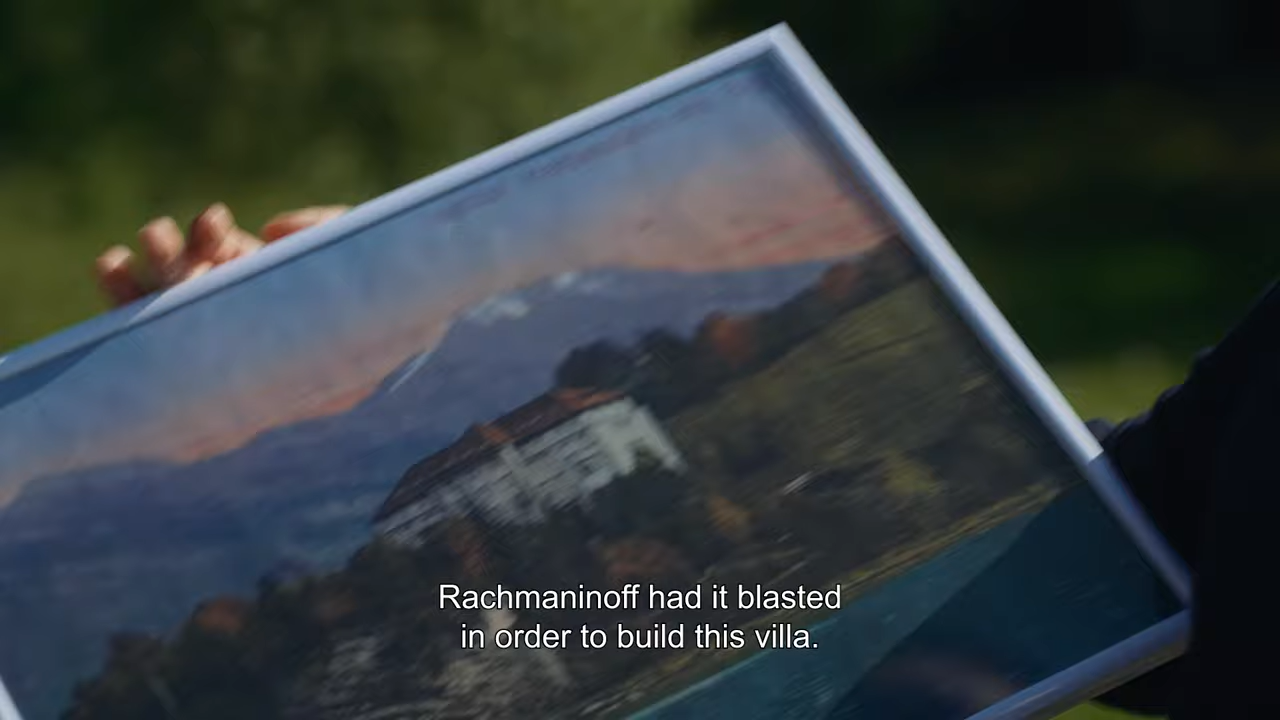 Rachmaninoff had it blasted
in order to build this villa.